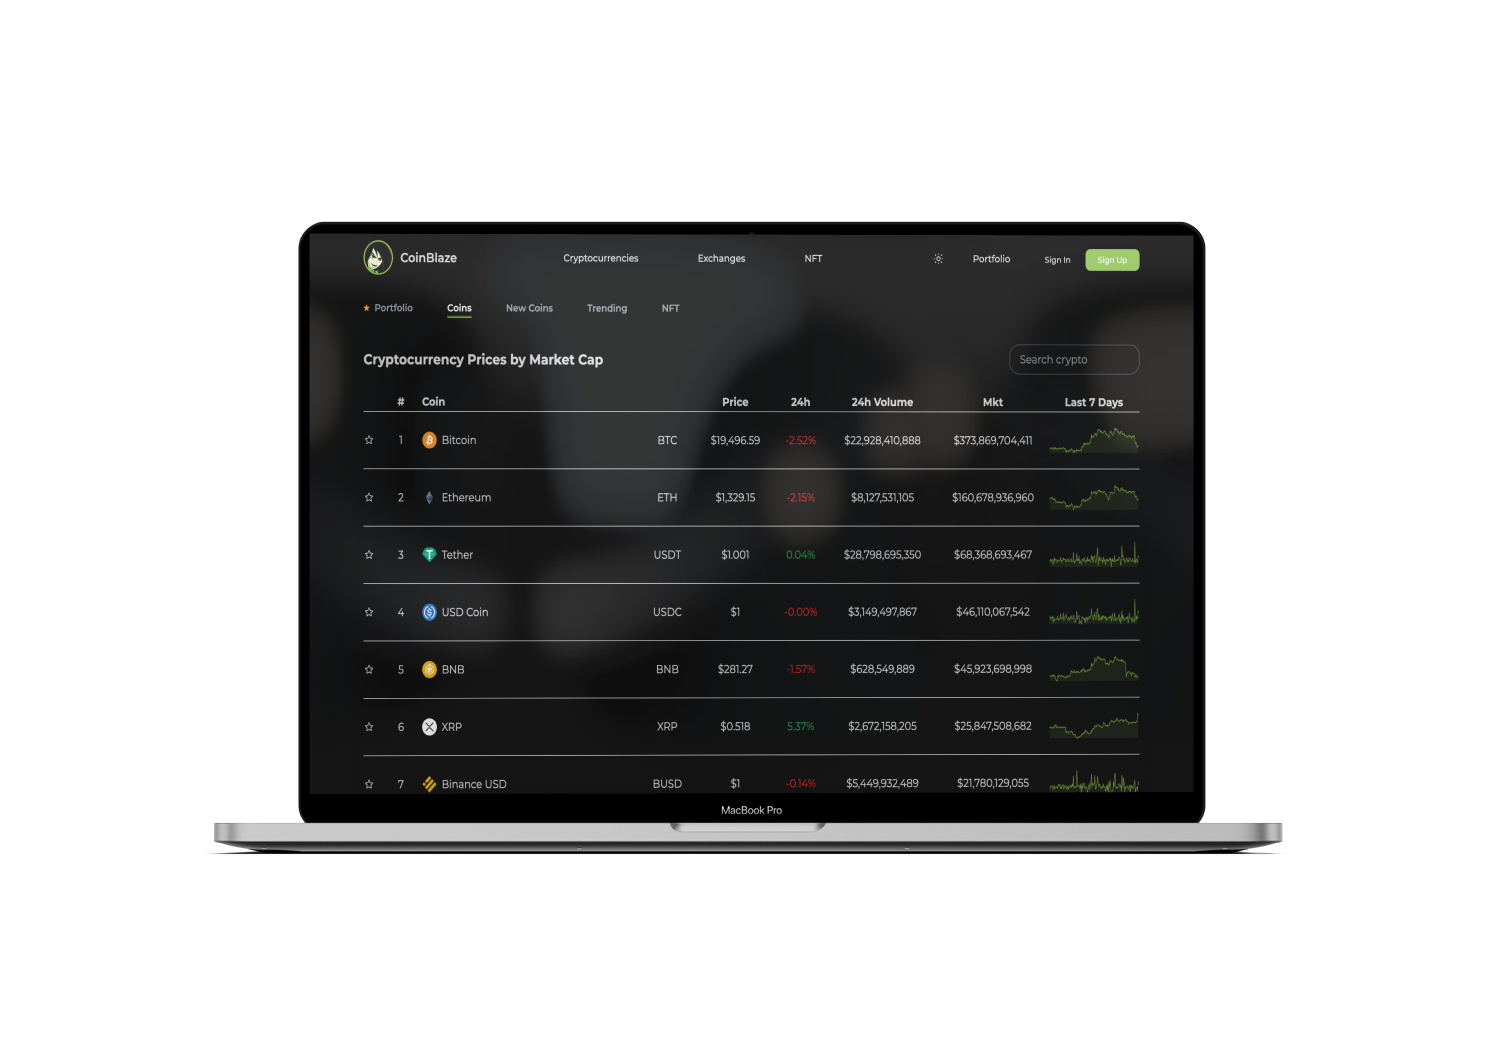 CoinBlaze Cryptocurrencies Exchanges NFT Portfolio Sign In Sign Up
Portfolio Coins New Coins Trending NFT
Cryptocurrency Prices by Market Cap Search crypto
# Coin Price 24h 24h Volume Mkt Last 7 Days
1 Bitcoin BTC $19,496.59 -2.52% $22,928,410,888 $373,869,704,411
2 Ethereum ETH $1,329.15 -2.15% $8,127,531,105 $160,678,936,960
3 Tether USDT $1.001 0.04% $28,798,695,350 $68,368,693,467
4 USD Coin USDC $1 -0.00% $3,149,497,867 $46,110,067,542
5 BNB BNB $281.27 -1.57% $628,549,889 $45,923,698,998
6 XRP XRP $0.518 5.37% $2,672,158,205 $25,847,508,682
7 Binance USD BUSD $1 -0.14% $5,449,932,489 $21,780,129,055
MacBook Pro